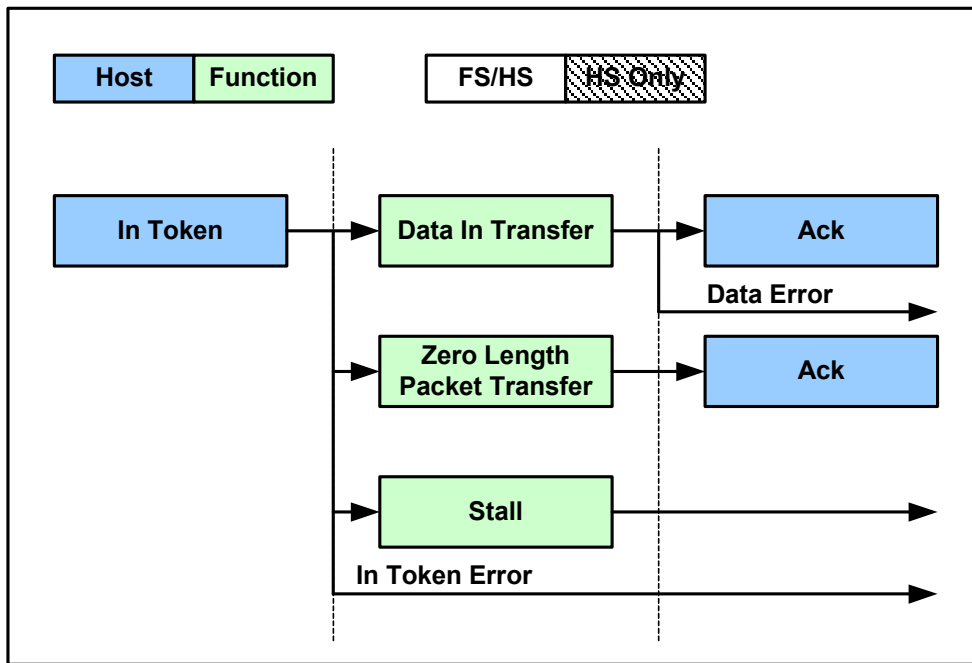 Host
Function
FS/HS
HS Only
In Token
Data In Transfer
Ack
Data Error
Zero Length
Packet Transfer
Ack
Stall
In Token Error